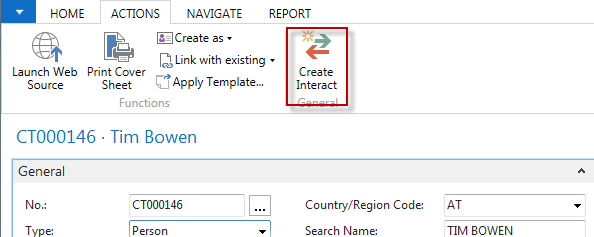 HOME ACTIONS NAVIGATE REPORT
Launch Web Source
Print Cover Sheet
Create as
Link with existing
Apply Template...
Create Interact
Functions
General
CT000146 · Tim Bowen
General
No.: CT000146 ... Country/Region Code: AT
Type: Person Search Name: TIM BOWEN